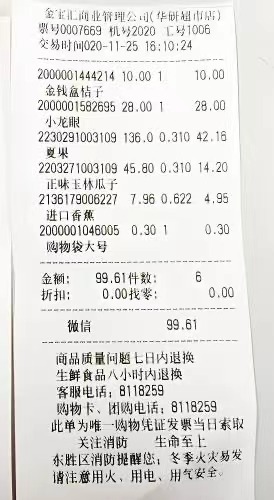 金宝汇商业管理公司(华研超市店)
票号0007669 机号2020 工号1006
交易时间020-11-25 16:10:24
2000001444214 10.00 1 10.00
金钱盒桔子
2000001582695 28.00 1 28.00
小龙眼
2230291003109 136.0 0.310 42.16
夏果
2203271003109 45.80 0.310 14.20
正味玉林瓜子
2136179006227 7.96 0.622 4.95
进口香蕉
2000001046005 0.30 1 0.30
购物袋大号
金额: 99.61件数: 6
折扣: 0.00找零: 0.00
微信 99.61
商品质量问题七日内退换
生鲜食品八小时内退换
客服电话: 8118259
购物卡、团购电话: 8118259
此单为唯一购物凭证发票当日索取
关注消防 生命至上
东胜区消防提醒您: 冬季火灾易发
请注意用火、用电、用气安全。